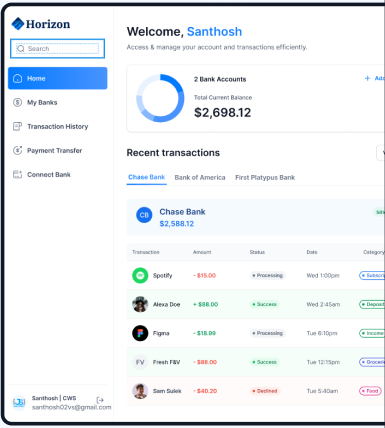 Horizon
Search
Home
My Banks
Transaction History
Payment Transfer
Connect Bank
Santhosh | CWS
santhosh02vs@gmail.com
Welcome, Santhosh
Access & manage your account and transactions efficiently.
2 Bank Accounts
+ Add
Total Current Balance
$2,698.12
Recent transactions
Chase Bank Bank of America First Platypus Bank
CB Chase Bank
$2,588.12
Transaction Amount Status Date Category
Spotify - $15.00 Processing Wed 1:00pm Subscri
Alexa Doe + $88.00 Success Wed 2:45am Deposit
Figma - $18.99 Processing Tue 6:10pm Income
FV Fresh F&V - $88.00 Success Tue 12:15pm Groceri
Sam Sulek - $40.20 Declined Tue 5:40am Food